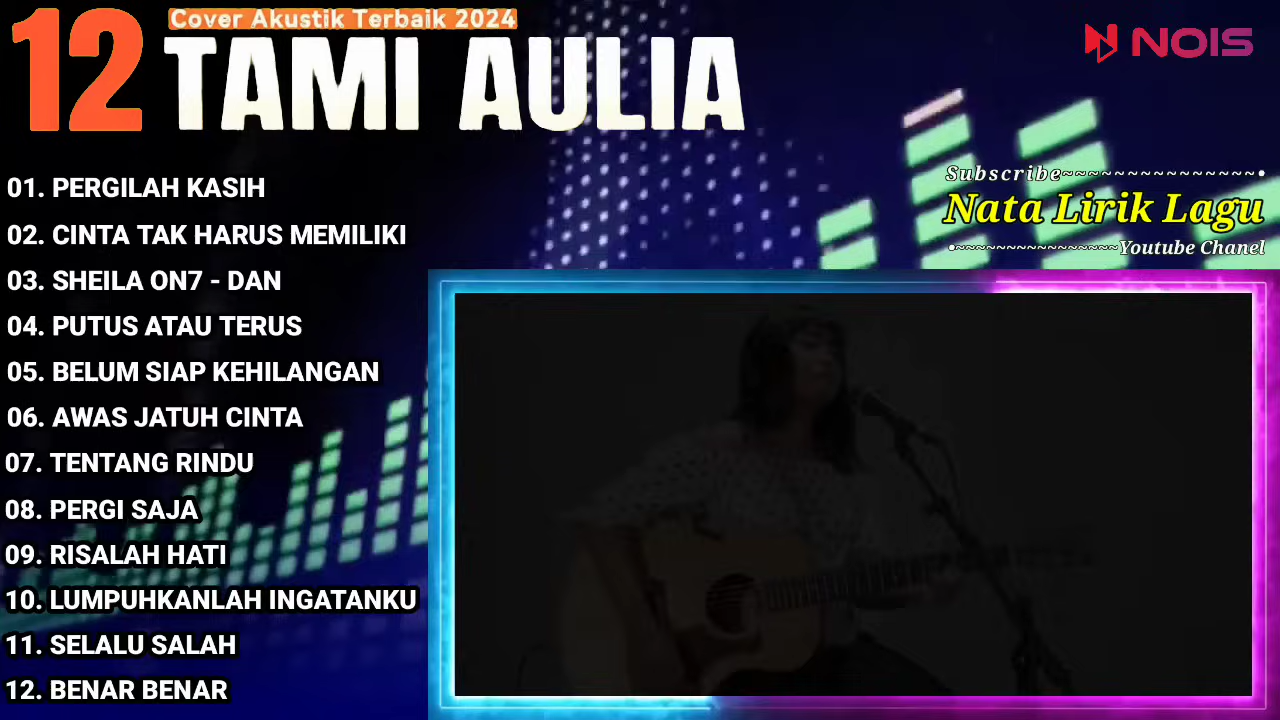 12
Cover Akustik Terbaik 2024
TAMI AULIA
NOIS
Subscribe~~~~~~~~~~~~~~~•
Nata Lirik Lagu
•~~~~~~~~~~~~~~~~Youtube Chanel
01. PERGILAH KASIH
02. CINTA TAK HARUS MEMILIKI
03. SHEILA ON7 - DAN
04. PUTUS ATAU TERUS
05. BELUM SIAP KEHILANGAN
06. AWAS JATUH CINTA
07. TENTANG RINDU
08. PERGI SAJA
09. RISALAH HATI
10. LUMPUHKANLAH INGATANKU
11. SELALU SALAH
12. BENAR BENAR